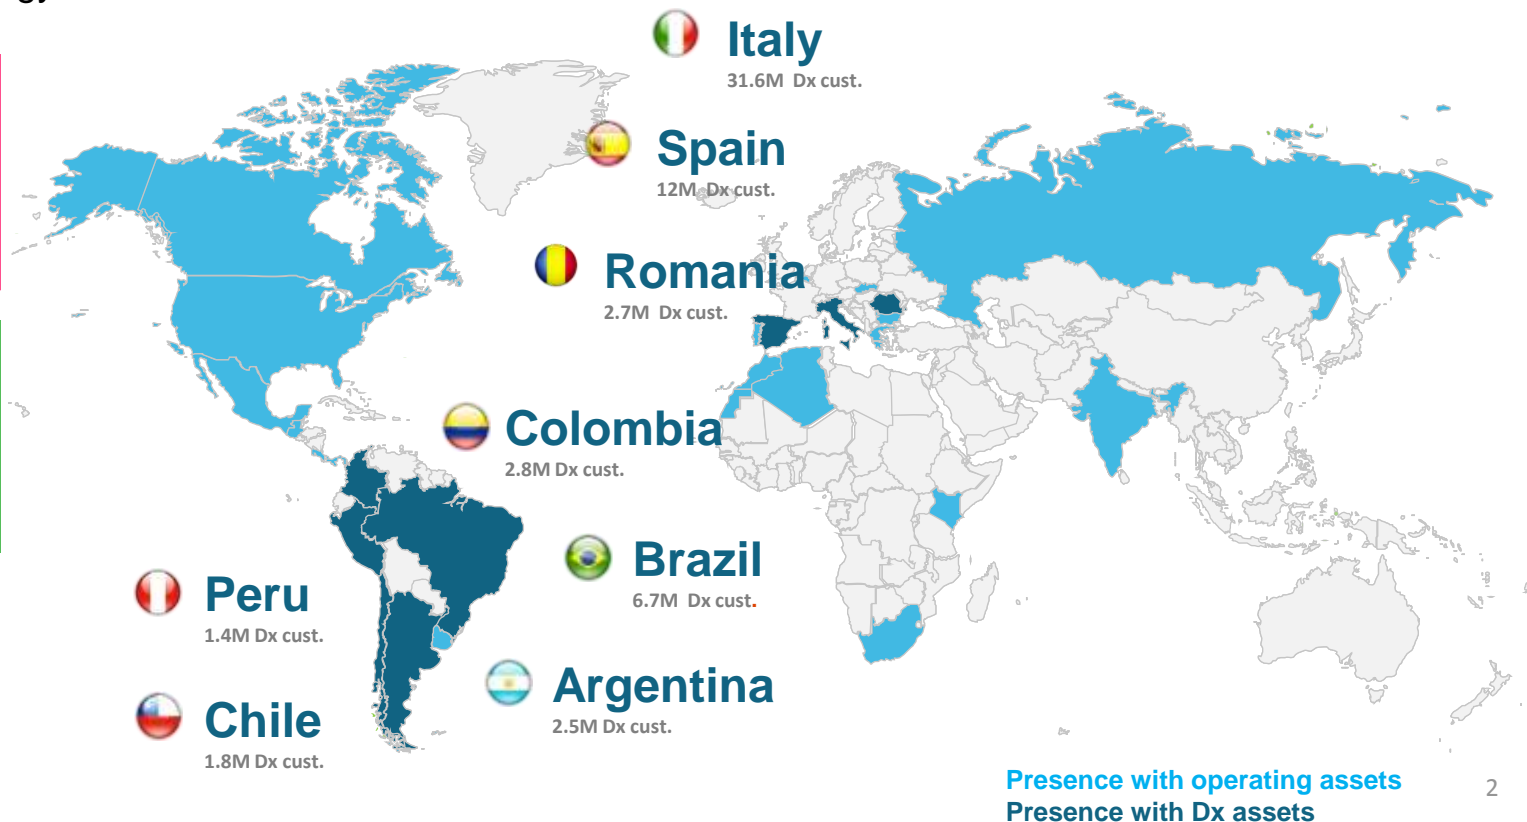 Italy
31.6M Dx cust.
Spain
12M Dx cust.
Romania
2.7M Dx cust.
Colombia
2.8M Dx cust.
Brazil
6.7M Dx cust.
Peru
1.4M Dx cust.
Argentina
2.5M Dx cust.
Chile
1.8M Dx cust.
Presence with operating assets
Presence with Dx assets
2